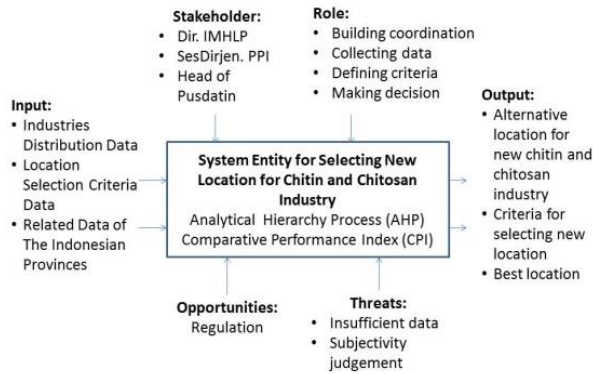 Stakeholder:
• Dir. IMHLP
• SesDirjen. PPI
• Head of
Pusdatin
Role:
• Building coordination
• Collecting data
• Defining criteria
• Making decision
Input:
• Industries
Distribution Data
• Location
Selection Criteria
Data
• Related Data of
The Indonesian
Provinces
System Entity for Selecting New
Location for Chitin and Chitosan
Industry
Analytical Hierarchy Process (AHP)
Comparative Performance Index (CPI)
Output:
• Alternative
location for
new chitin and
chitosan
industry
• Criteria for
selecting new
location
• Best location
Opportunities:
Regulation
Threats:
• Insufficient data
• Subjectivity
judgement